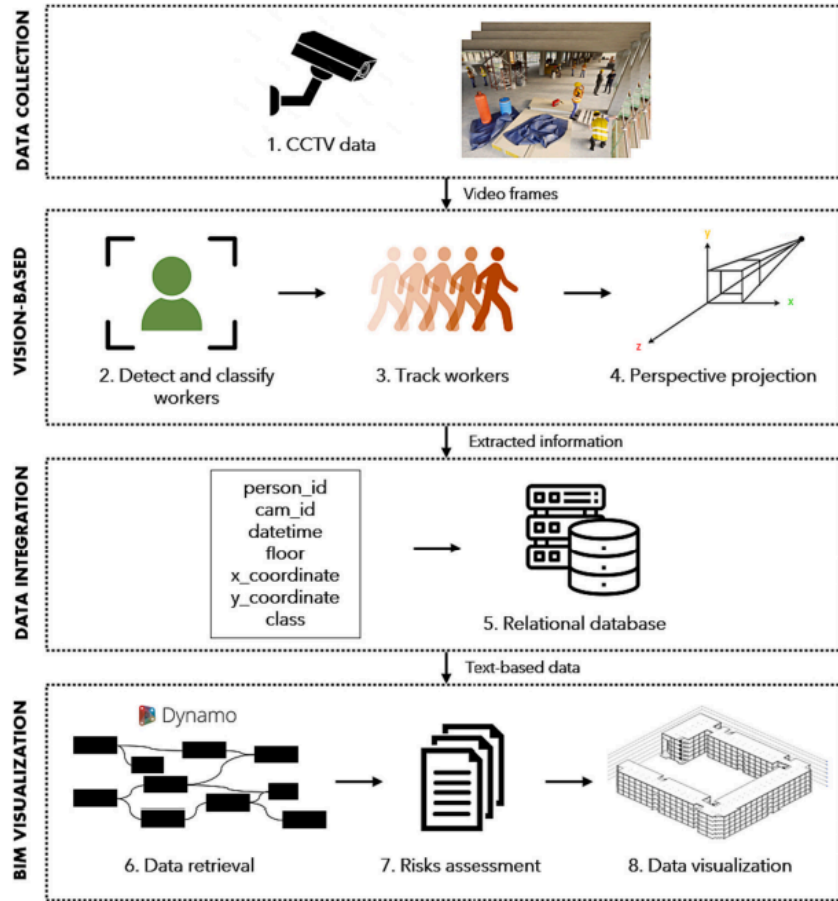 DATA COLLECTION
1. CCTV data
Video frames
VISION-BASED
y
x
z
2. Detect and classify
workers
3. Track workers
4. Perspective projection
Extracted information
DATA INTEGRATION
person_id
cam_id
datetime
floor
x_coordinate
y_coordinate
class
5. Relational database
Text-based data
BIM VISUALIZATION
Dynamo
6. Data retrieval
7. Risks assessment
8. Data visualization